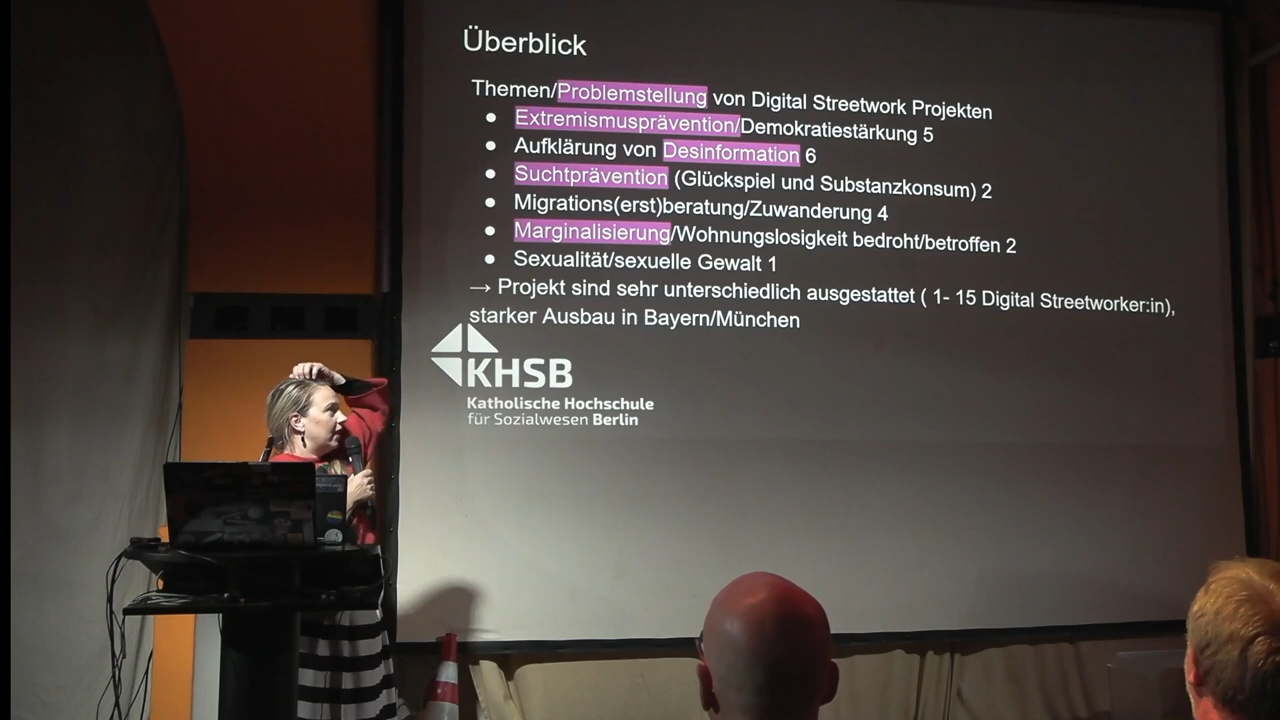 Überblick
Themen/Problemstellung von Digital Streetwork Projekten
● Extremismusprävention/Demokratiestärkung 5
● Aufklärung von Desinformation 6
● Suchtprävention (Glückspiel und Substanzkonsum) 2
● Migrations(erst)beratung/Zuwanderung 4
● Marginalisierung/Wohnungslosigkeit bedroht/betroffen 2
● Sexualität/sexuelle Gewalt 1
→ Projekt sind sehr unterschiedlich ausgestattet ( 1- 15 Digital Streetworker:in),
starker Ausbau in Bayern/München
KHSB
Katholische Hochschule
für Sozialwesen Berlin